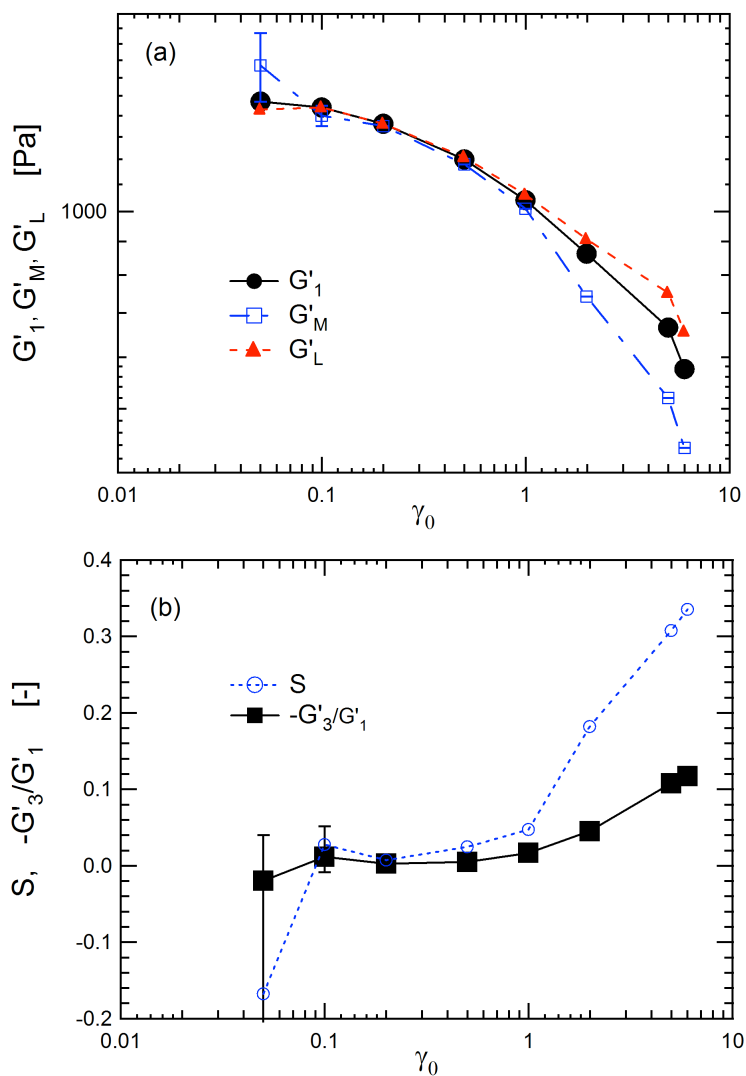 (a)
G'1, G'M, G'L [Pa]
1000
G'1
G'M
G'L
0.01 0.1 1 10
γ0
(b)
S, -G'3/G'1 [-]
0.4
0.3
0.2
0.1
0.0
-0.1
-0.2
S
-G'3/G'1
0.01 0.1 1 10
γ0